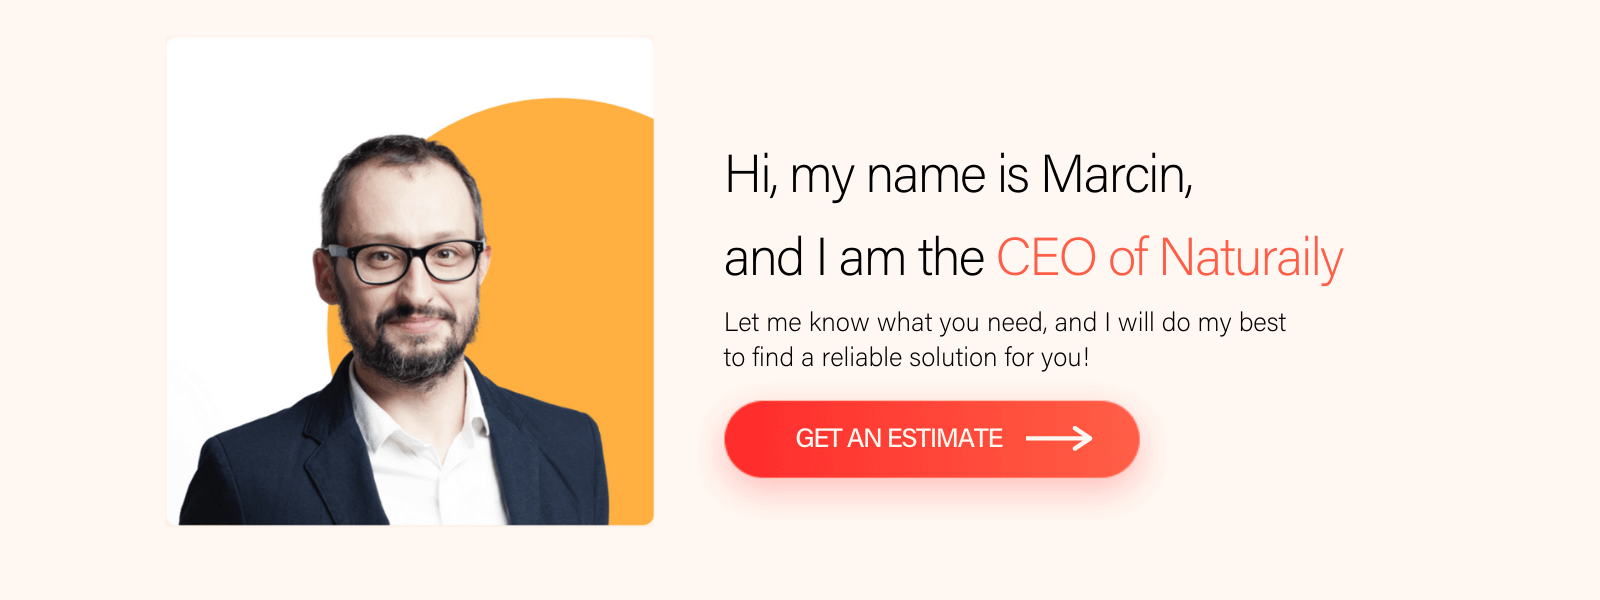 Hi, my name is Marcin,
and I am the CEO of Naturaily
Let me know what you need, and I will do my best
to find a reliable solution for you!
GET AN ESTIMATE